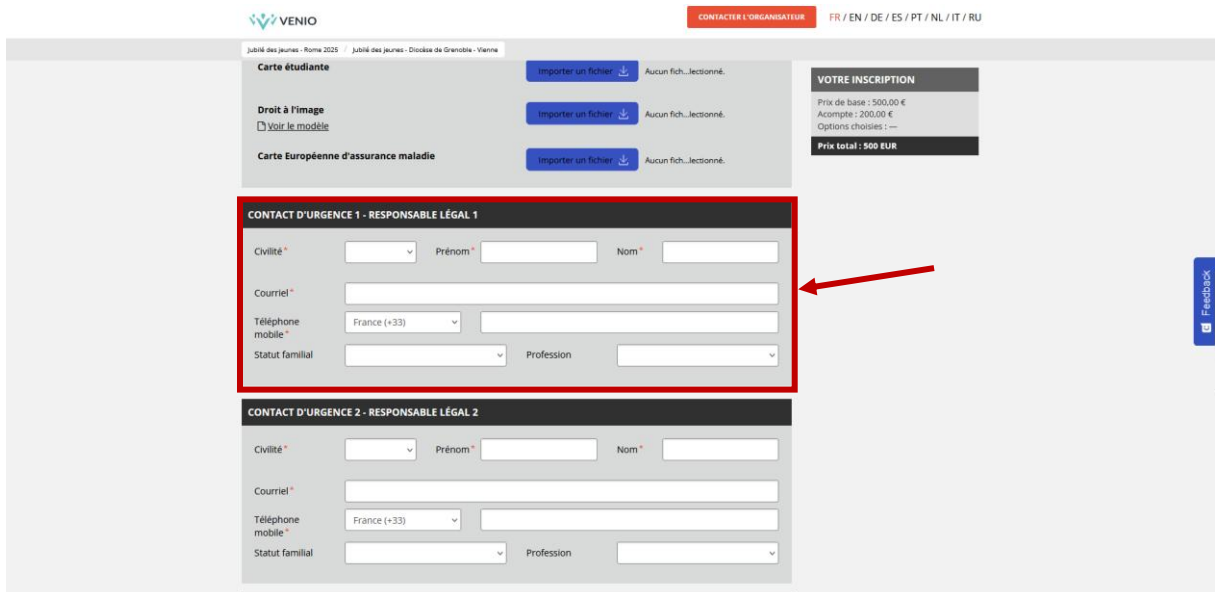 VENIO
CONTACTER L'ORGANISATEUR
FR / EN / DE / ES / PT / NL / IT / RU
Jubilé des jeunes - Rome 2025 / Jubilé des jeunes - Diocèse de Grenoble - Vienne
Carte étudiante
Importer un fichier
Aucun fich...lectionné.
Droit à l'image
Voir le modèle
Importer un fichier
Aucun fich...lectionné.
Carte Européenne d'assurance maladie
Importer un fichier
Aucun fich...lectionné.
VOTRE INSCRIPTION
Prix de base : 500,00 €
Acompte : 200,00 €
Options choisies : —
Prix total : 500 EUR
CONTACT D'URGENCE 1 - RESPONSABLE LÉGAL 1
Civilité * Prénom * Nom *
Courriel *
Téléphone mobile * France (+33)
Statut familial Profession
CONTACT D'URGENCE 2 - RESPONSABLE LÉGAL 2
Civilité * Prénom * Nom *
Courriel *
Téléphone mobile * France (+33)
Statut familial Profession
Feedback